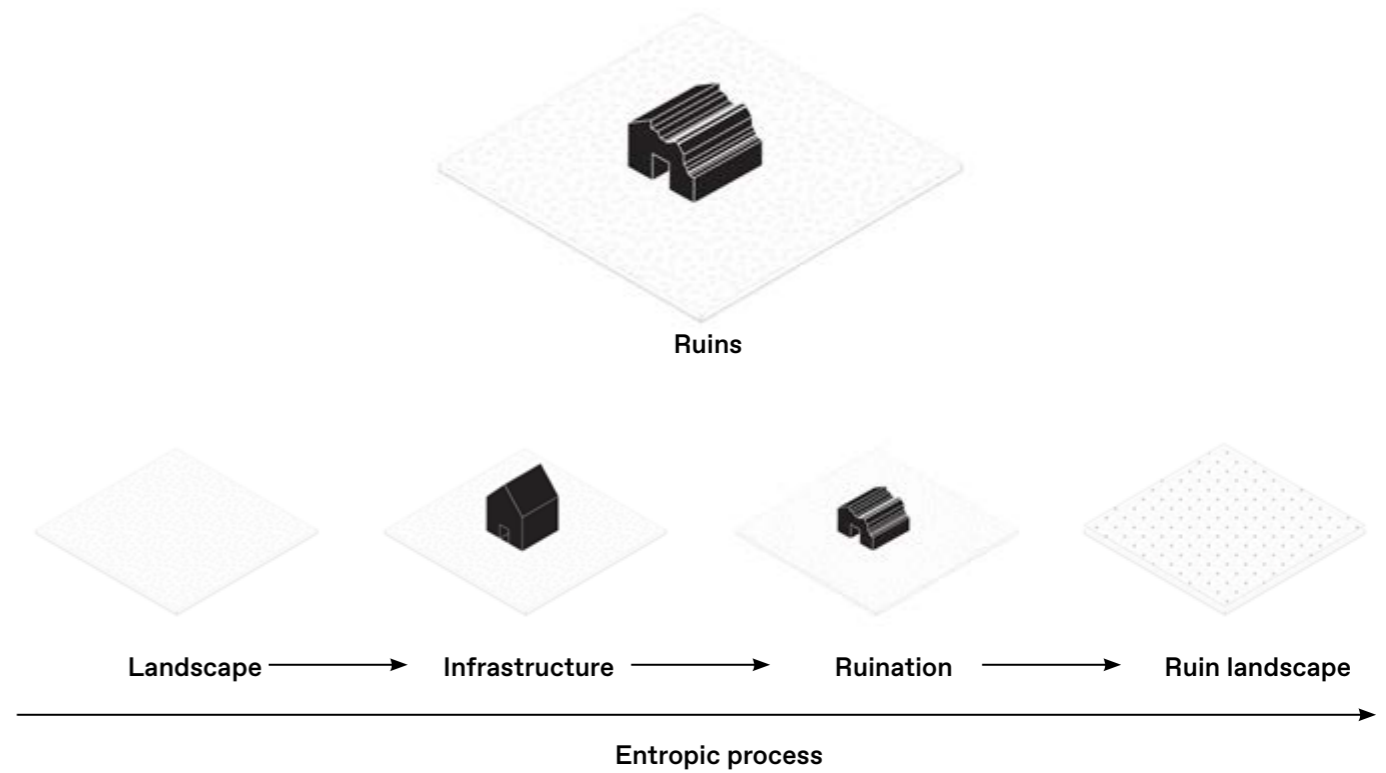 Ruins
Landscape
Infrastructure
Ruination
Ruin landscape
Entropic process